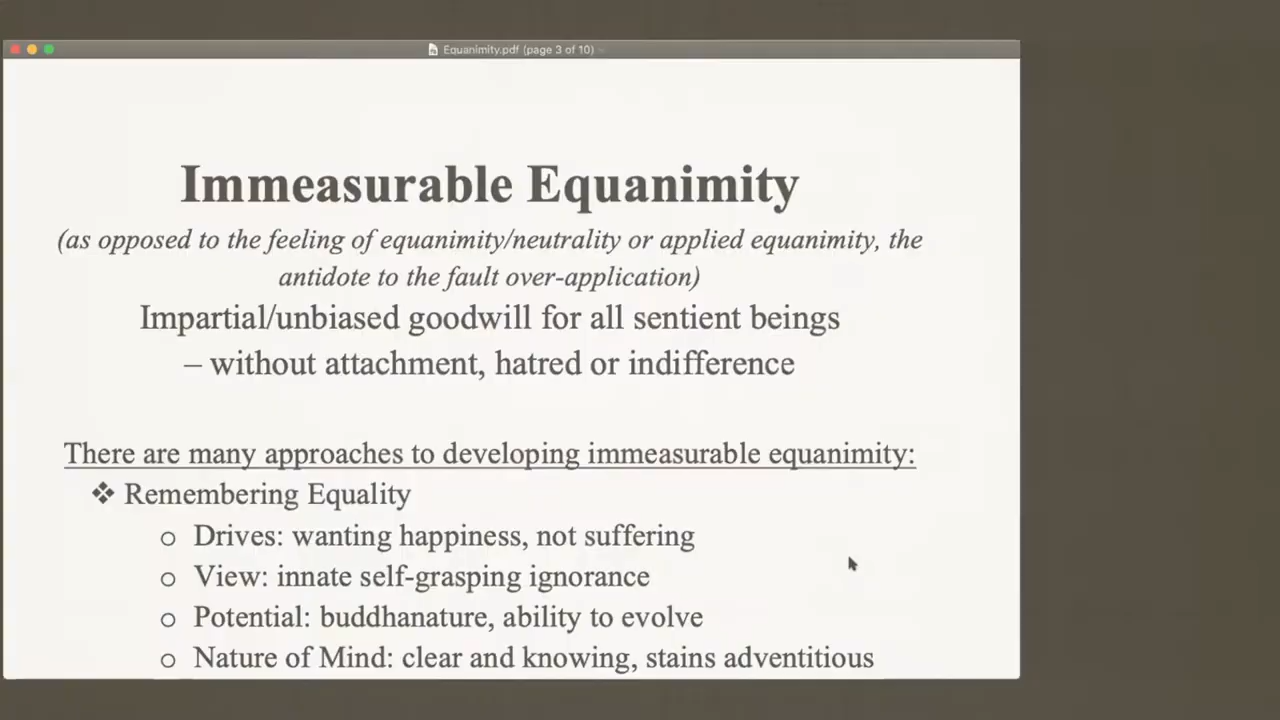 Equanimity.pdf (page 3 of 10)
Immeasurable Equanimity
(as opposed to the feeling of equanimity/neutrality or applied equanimity, the
antidote to the fault over-application)
Impartial/unbiased goodwill for all sentient beings
– without attachment, hatred or indifference
There are many approaches to developing immeasurable equanimity:
❖ Remembering Equality
o Drives: wanting happiness, not suffering
o View: innate self-grasping ignorance
o Potential: buddhanature, ability to evolve
o Nature of Mind: clear and knowing, stains adventitious